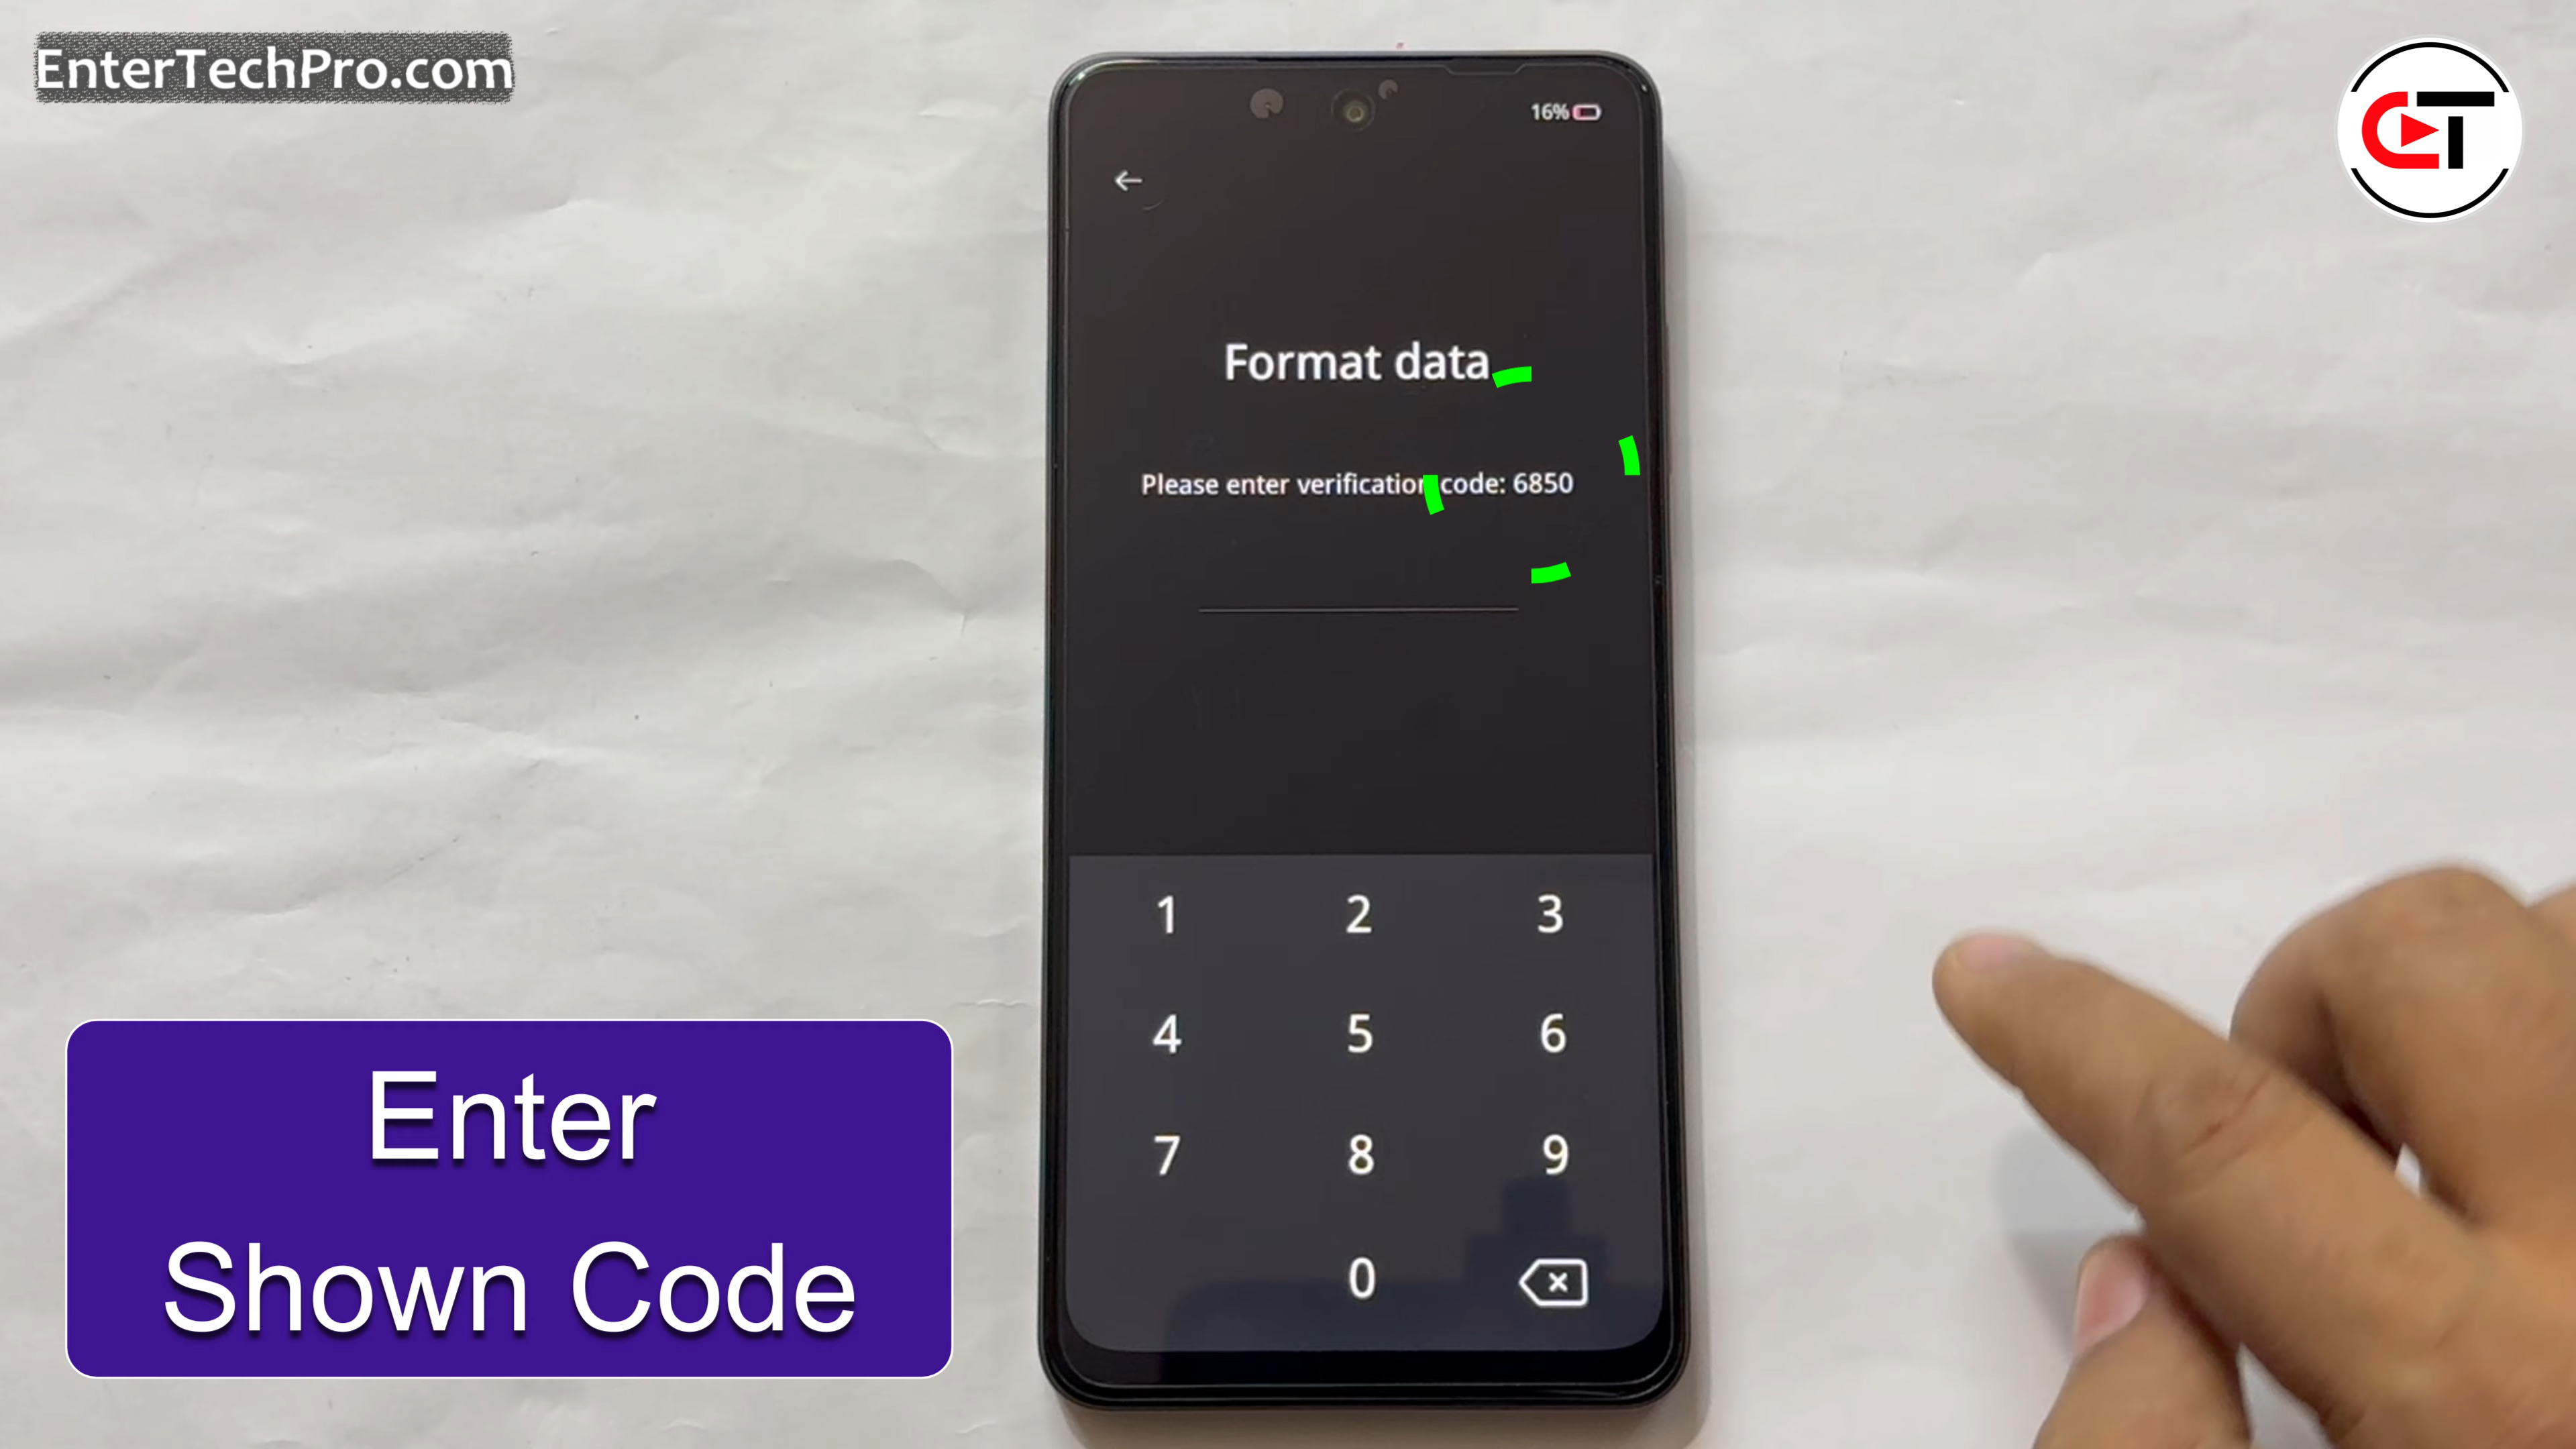 EnterTechPro.com
ET
16%
Format data
Please enter verification code: 6850
1 2 3
4 5 6
7 8 9
0
Enter
Shown Code